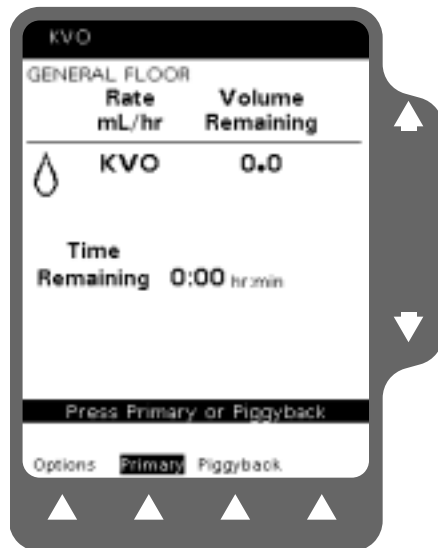 KVO
GENERAL FLOOR
Rate Volume
mL/hr Remaining
KVO 0.0
Time
Remaining 0:00 hr:min
Press Primary or Piggyback
Options Primary Piggyback